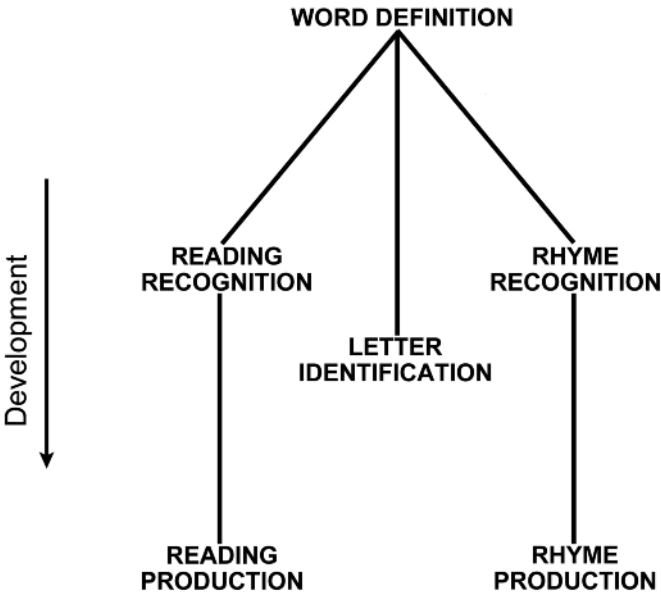 WORD DEFINITION
READING
RECOGNITION
RHYME
RECOGNITION
LETTER
IDENTIFICATION
Development
READING
PRODUCTION
RHYME
PRODUCTION